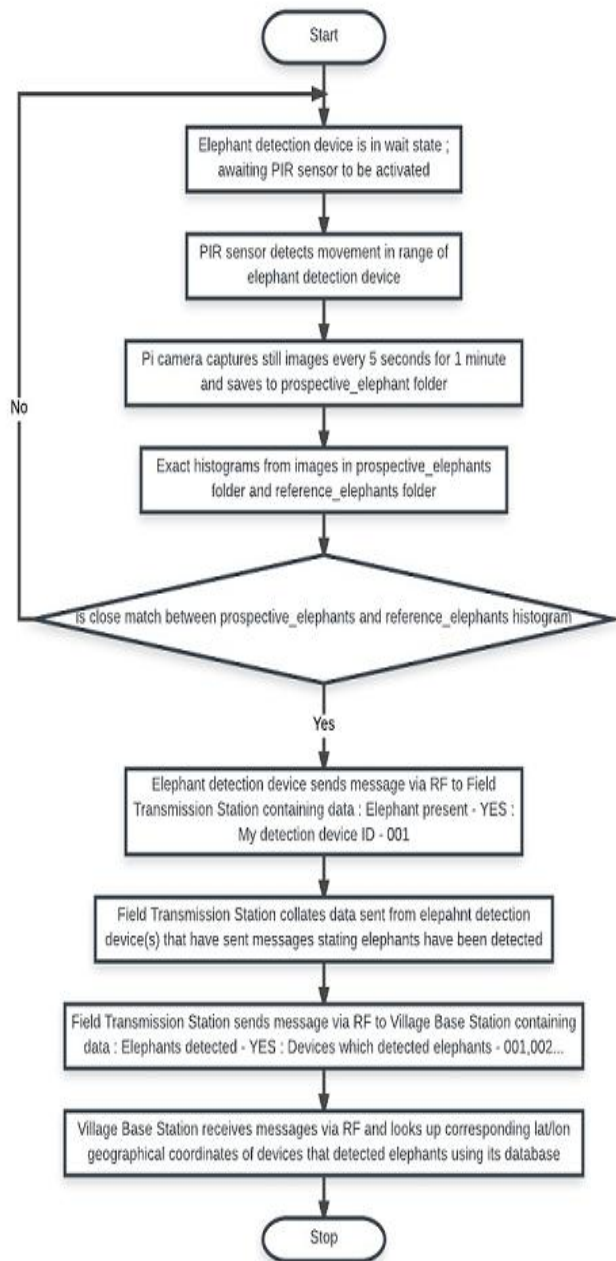 Start
Elephant detection device is in wait state ;
awaiting PIR sensor to be activated
PIR sensor detects movement in range of
elephant detection device
Pi camera captures still images every 5 seconds for 1 minute
and saves to prospective_elephant folder
No
Exact histograms from images in prospective_elephants
folder and reference_elephants folder
is close match between prospective_elephants and reference_elephants histogram
Yes
Elephant detection device sends message via RF to Field
Transmission Station containing data : Elephant present - YES :
My detection device ID - 001
Field Transmission Station collates data sent from elepahnt detection
device(s) that have sent messages stating elephants have been detected
Field Transmission Station sends message via RF to Village Base Station containing
data : Elephants detected - YES : Devices which detected elephants - 001,002...
Village Base Station receives messages via RF and looks up corresponding lat/lon
geographical coordinates of devices that detected elephants using its database
Stop